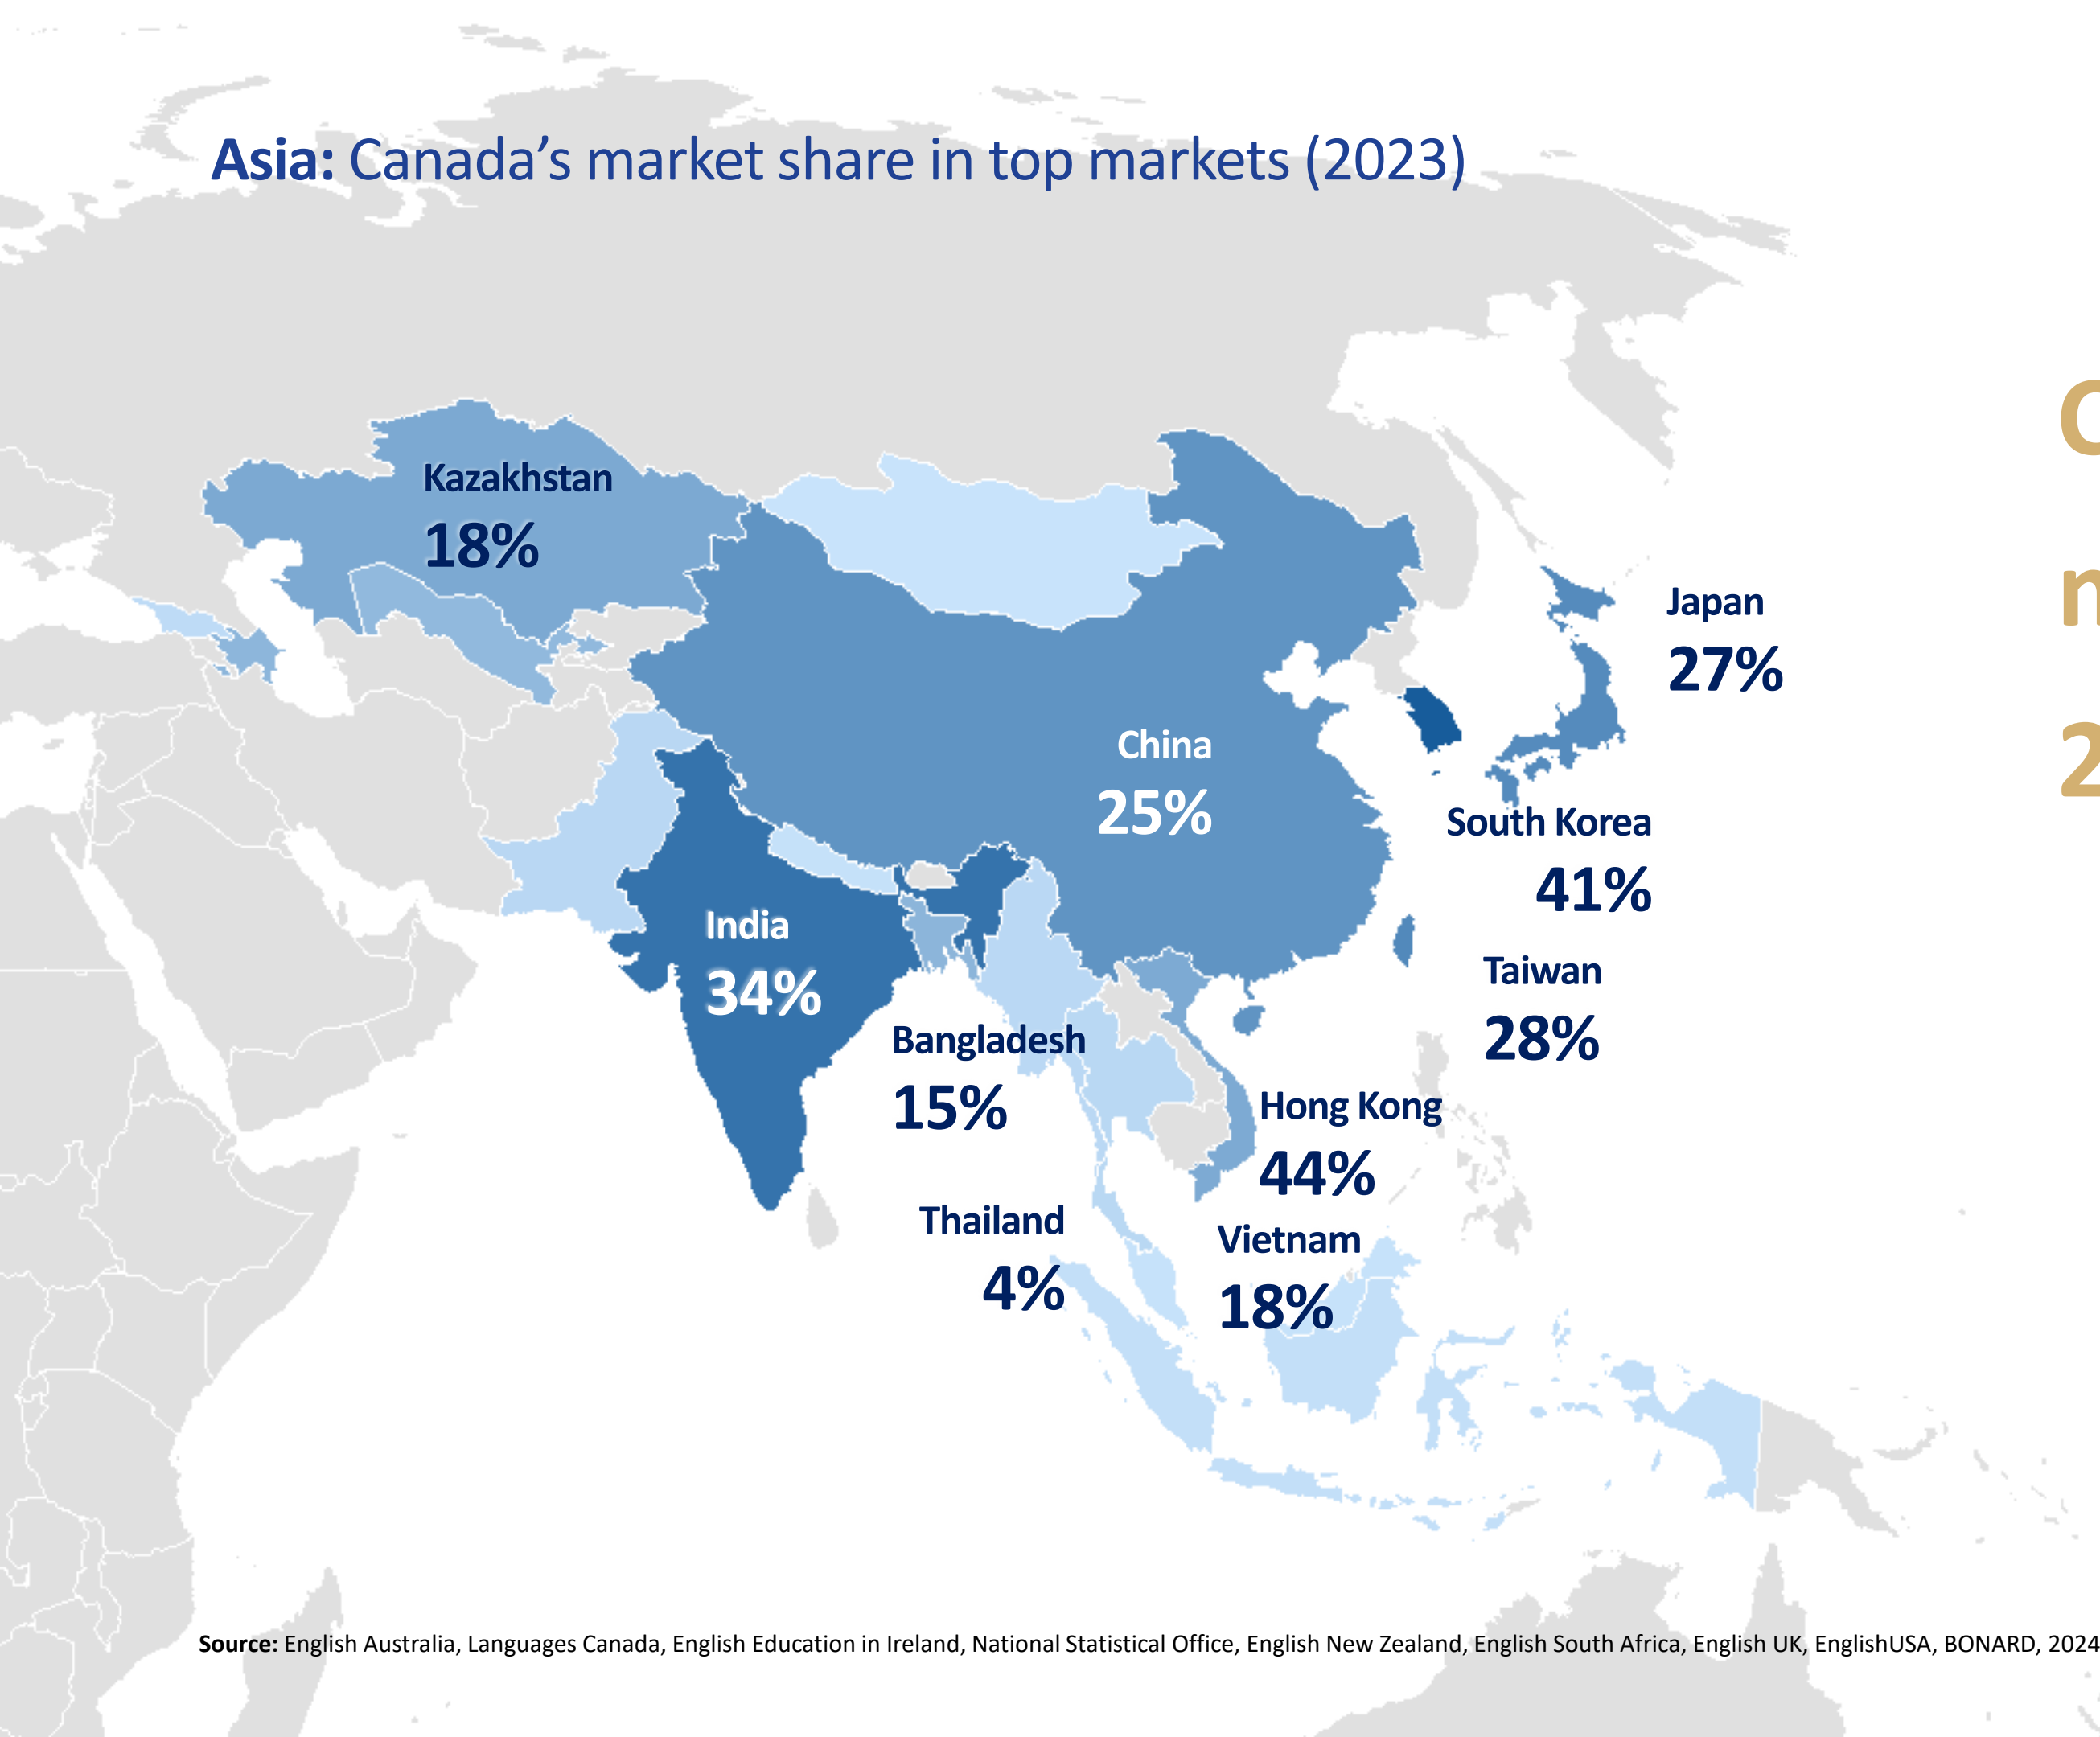 Asia: Canada’s market share in top markets (2023)
Kazakhstan
18%
Japan
27%
China
25%
South Korea
41%
India
34%
Taiwan
28%
Bangladesh
15%
Hong Kong
44%
Thailand
4%
Vietnam
18%
2
Source: English Australia, Languages Canada, English Education in Ireland, National Statistical Office, English New Zealand, English South Africa, English UK, EnglishUSA, BONARD, 2024